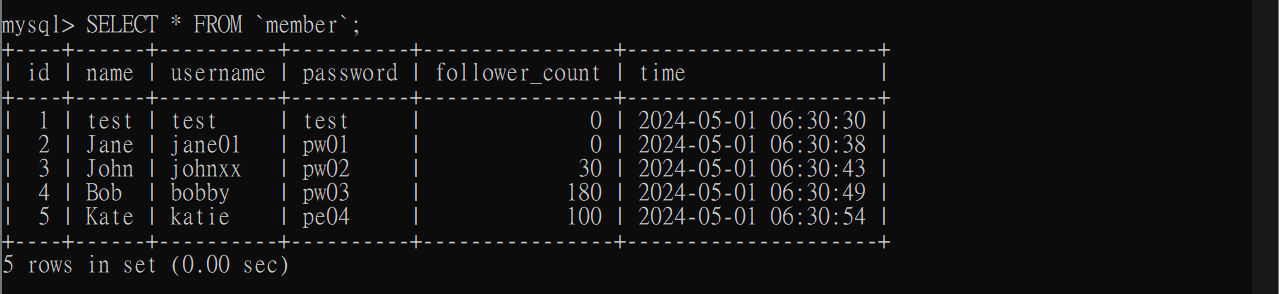 mysql> SELECT * FROM `member`;
+----+------+----------+----------+----------------+---------------------+
| id | name | username | password | follower_count | time                |
+----+------+----------+----------+----------------+---------------------+
|  1 | test | test     | test     |              0 | 2024-05-01 06:30:30 |
|  2 | Jane | jane01   | pw01     |              0 | 2024-05-01 06:30:38 |
|  3 | John | johnxx   | pw02     |             30 | 2024-05-01 06:30:43 |
|  4 | Bob  | bobby    | pw03     |            180 | 2024-05-01 06:30:49 |
|  5 | Kate | katie    | pe04     |            100 | 2024-05-01 06:30:54 |
+----+------+----------+----------+----------------+---------------------+
5 rows in set (0.00 sec)